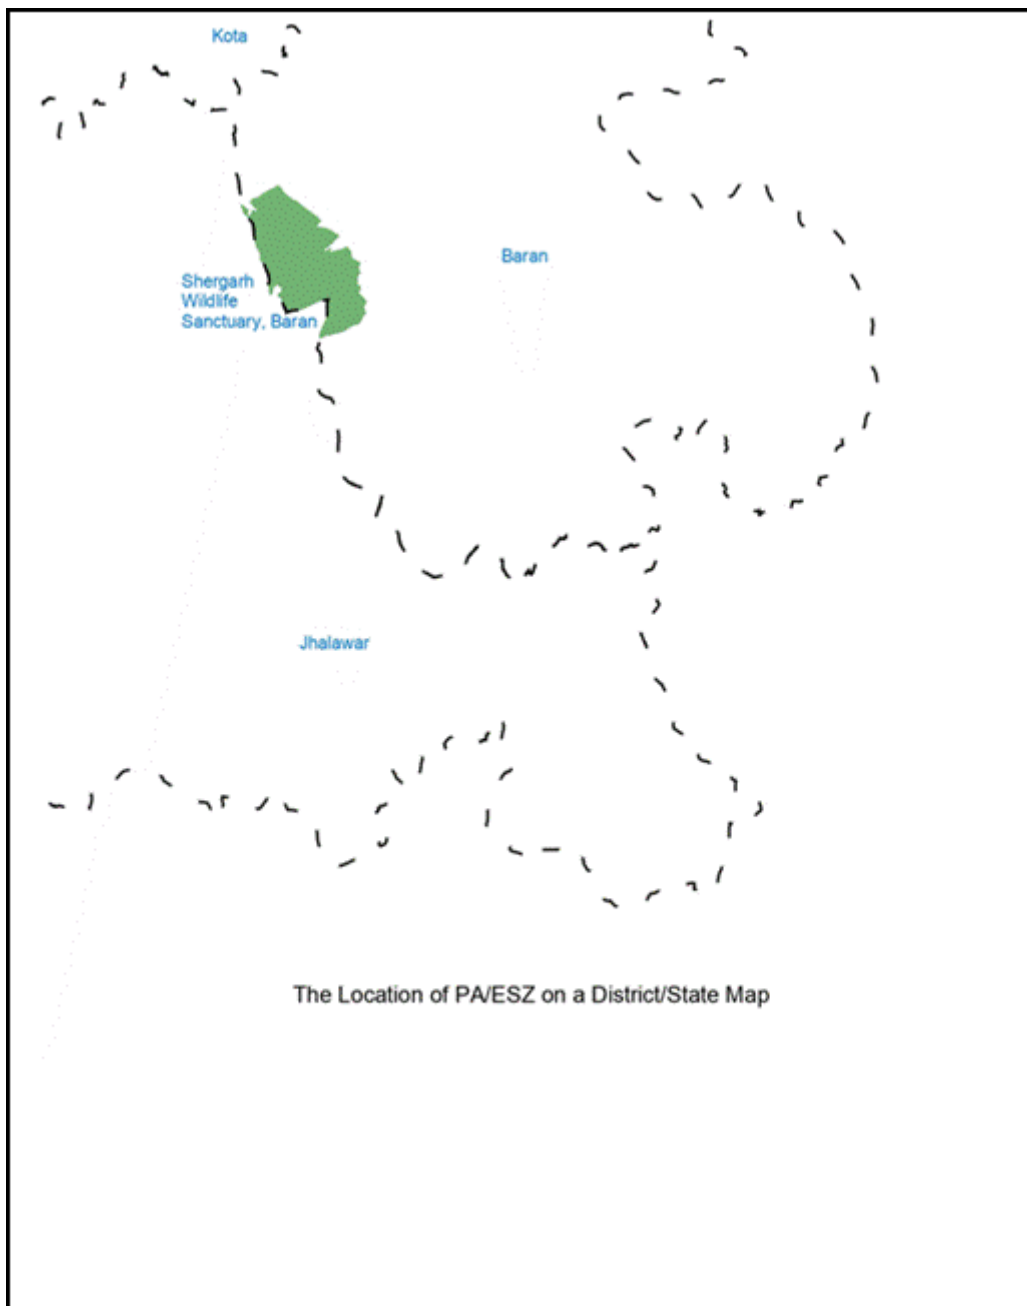 Kota
Baran
Shergarh
Wildlife
Sanctuary, Baran
Jhalawar
The Location of PA/ESZ on a District/State Map